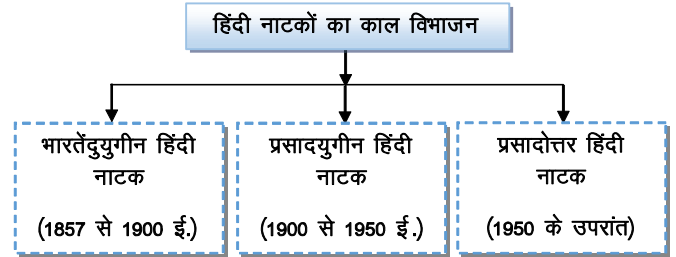 हिंदी नाटकों का काल विभाजन
भारतेंदुयुगीन हिंदी
नाटक
(1857 से 1900 ई.)
प्रसादयुगीन हिंदी
नाटक
(1900 से 1950 ई.)
प्रसादोत्तर हिंदी
नाटक
(1950 के उपरांत)